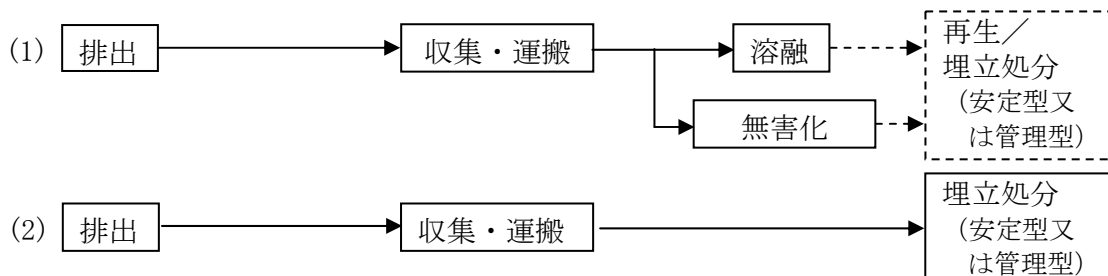 (1) 排出 収集・運搬 溶融 再生／
埋立処分
（安定型又
は管理型）
無害化
(2) 排出 収集・運搬 埋立処分
（安定型又
は管理型）